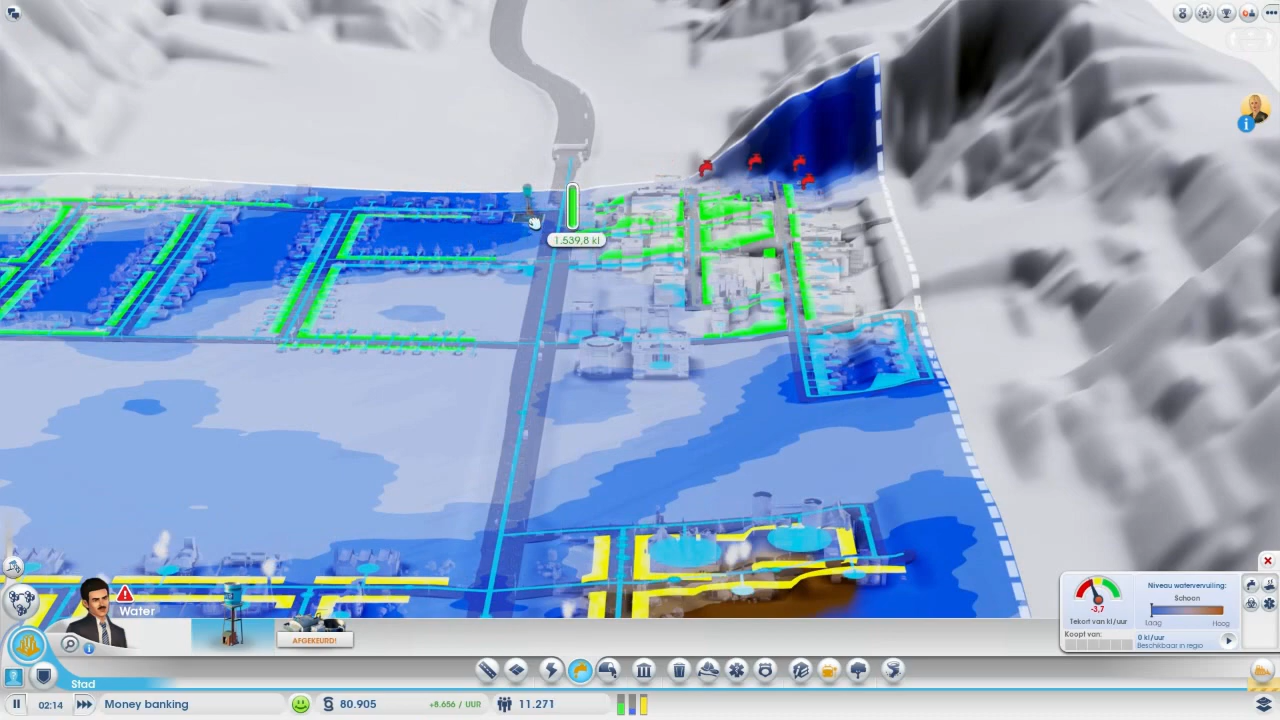 1.539,8 kl
Water
AFGEKEURD!
-3,7
Tekort van kl/uur
Koopt van:
Niveau watervervuiling:
Schoon
Laag
Hoog
0 kl/uur
Beschikbaar in regio
Stad
02:14
Money banking
80.905
+8.656 / UUR
11.271